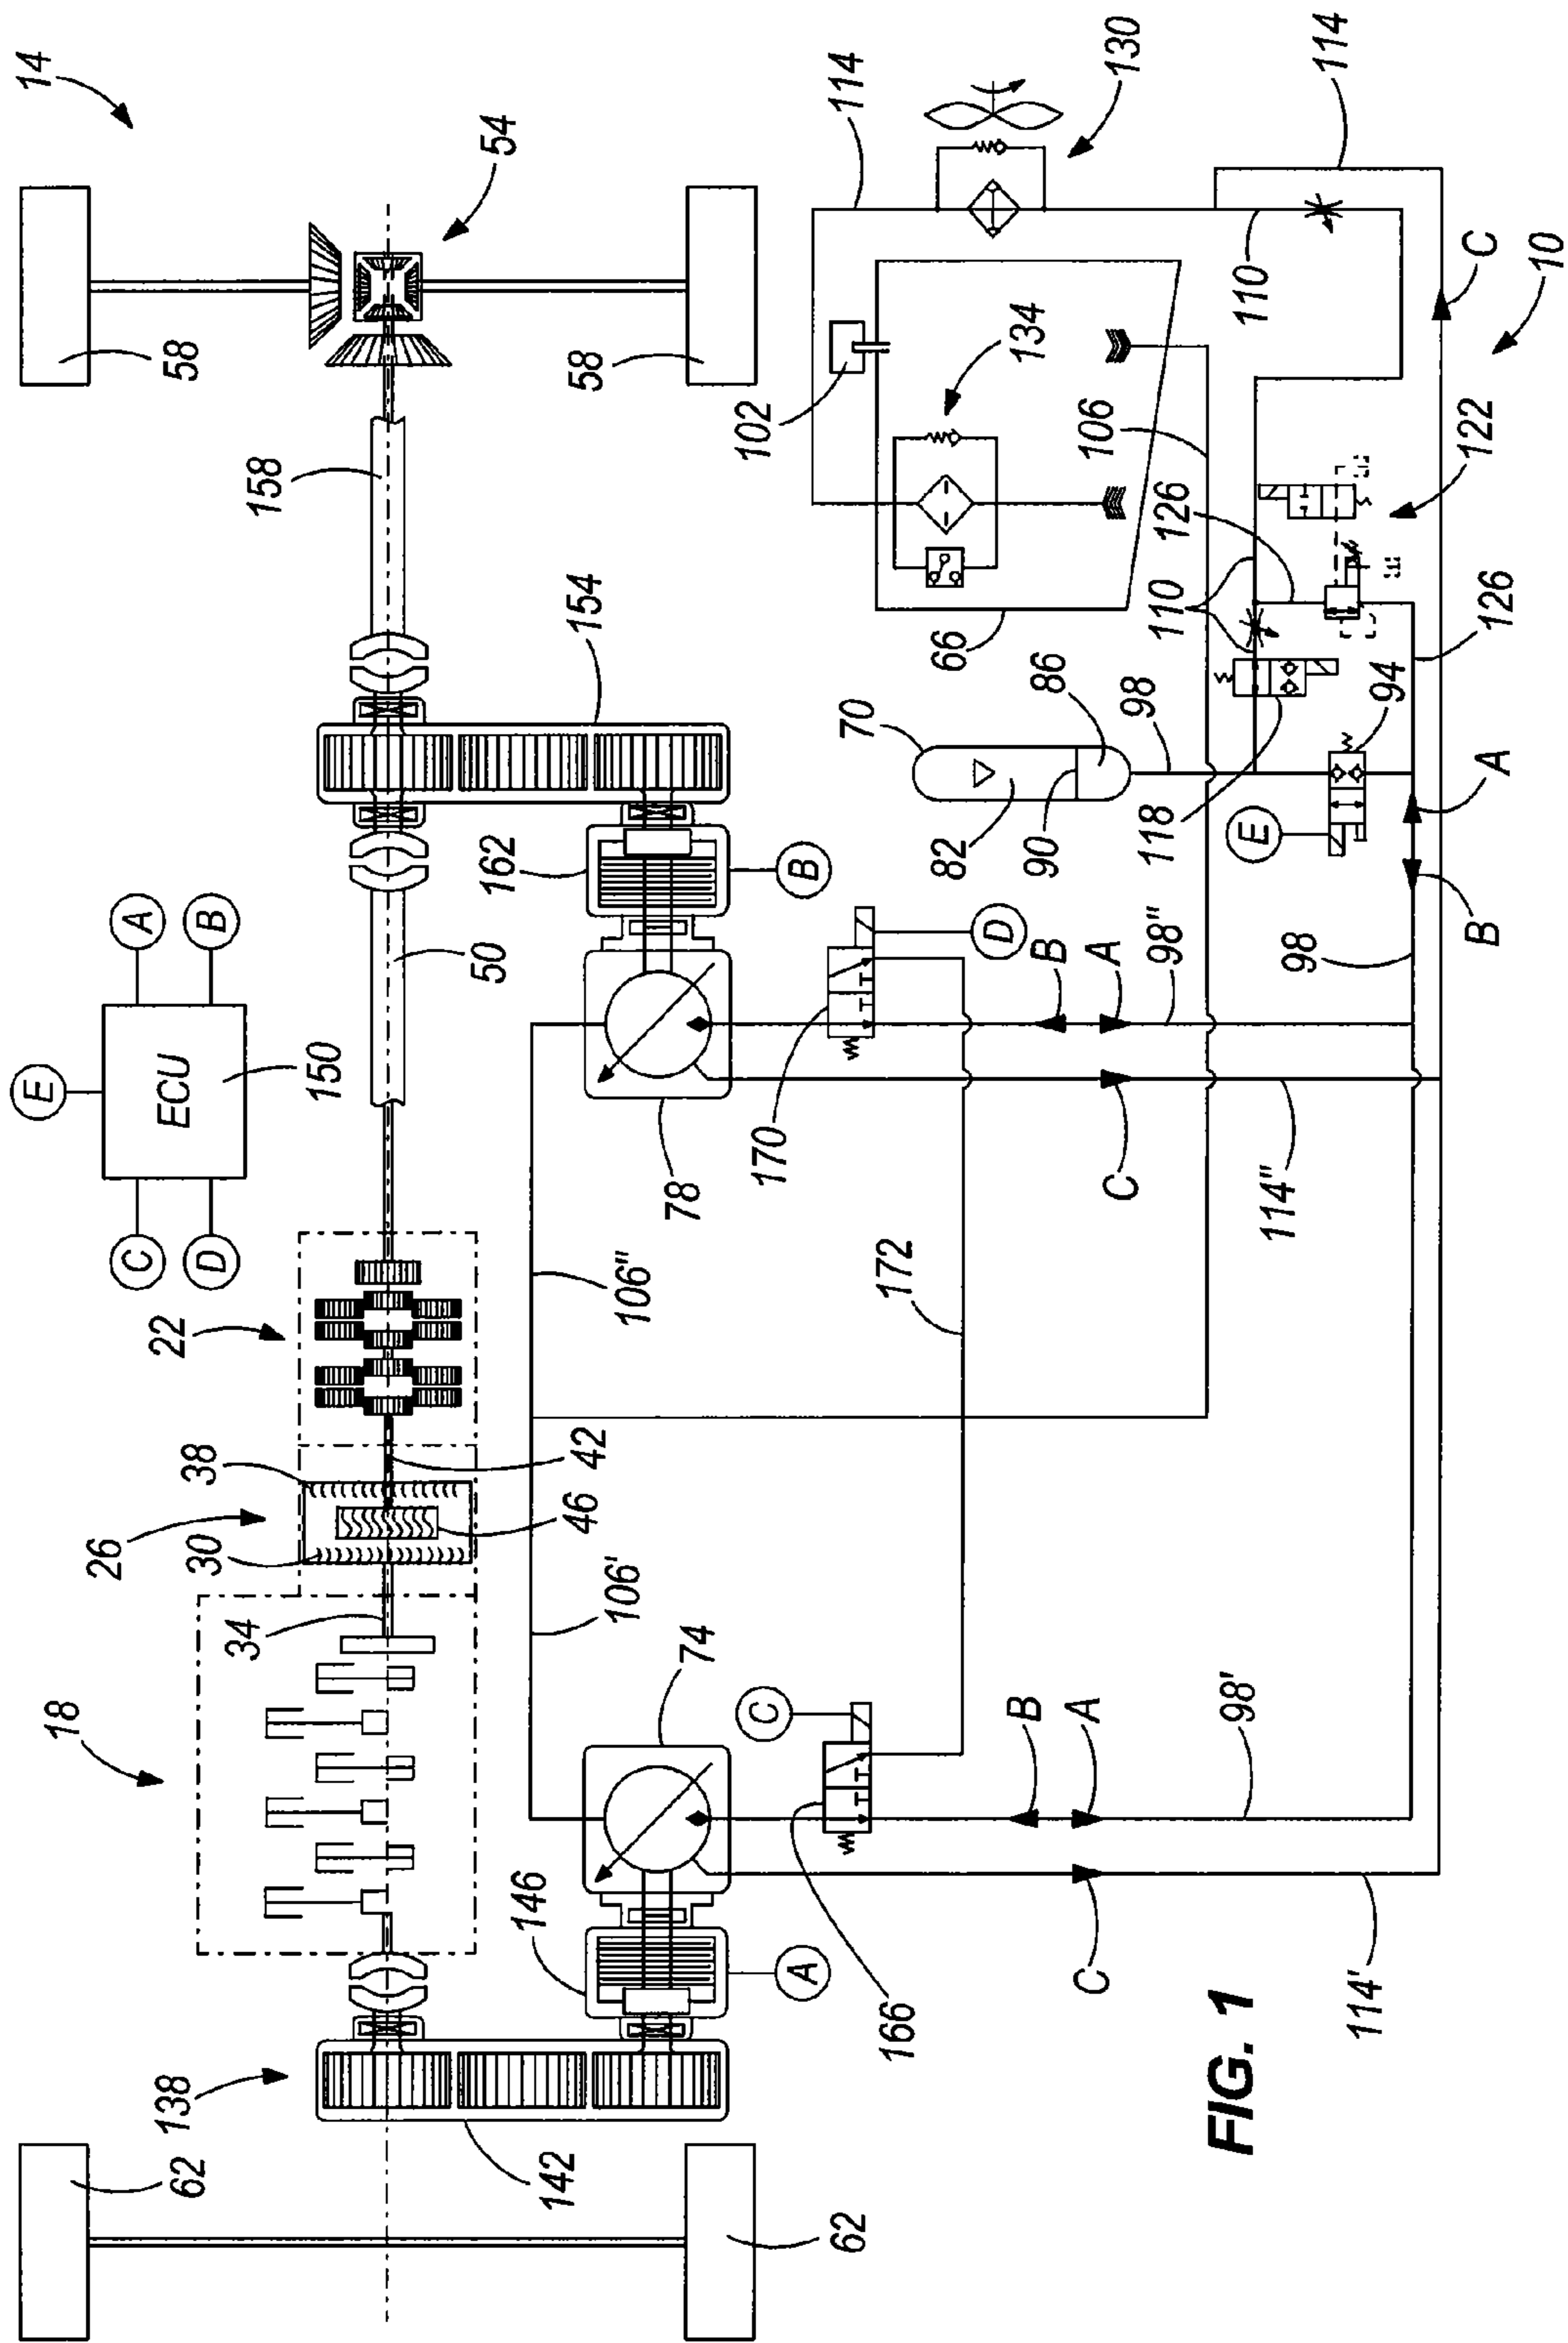 14
54
58
58
158
154
162
B
50
E
A
B
ECU
150
C
D
22
38
42
26
30
46
34
18
138
142
62
62
146
A
74
C
166
106'
106"
78
170
D
172
B
A
98"
C
114"
B
A
98'
C
114'
114
130
114
102
134
106
66
110
C
10
122
126
110
126
70
86
82
90
98
118
E
94
A
B
98
FIG. 1